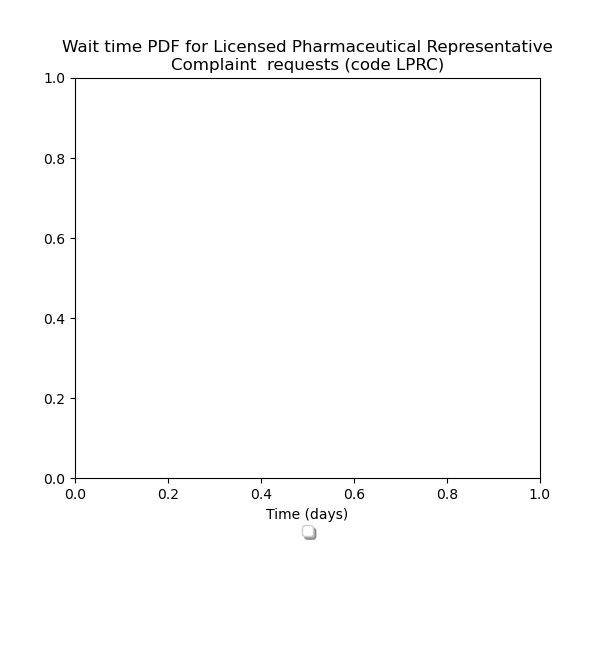 Wait time PDF for Licensed Pharmaceutical Representative
Complaint  requests (code LPRC)
1.0
0.8
0.6
0.4
0.2
0.0
0.0 0.2 0.4 0.6 0.8 1.0
Time (days)